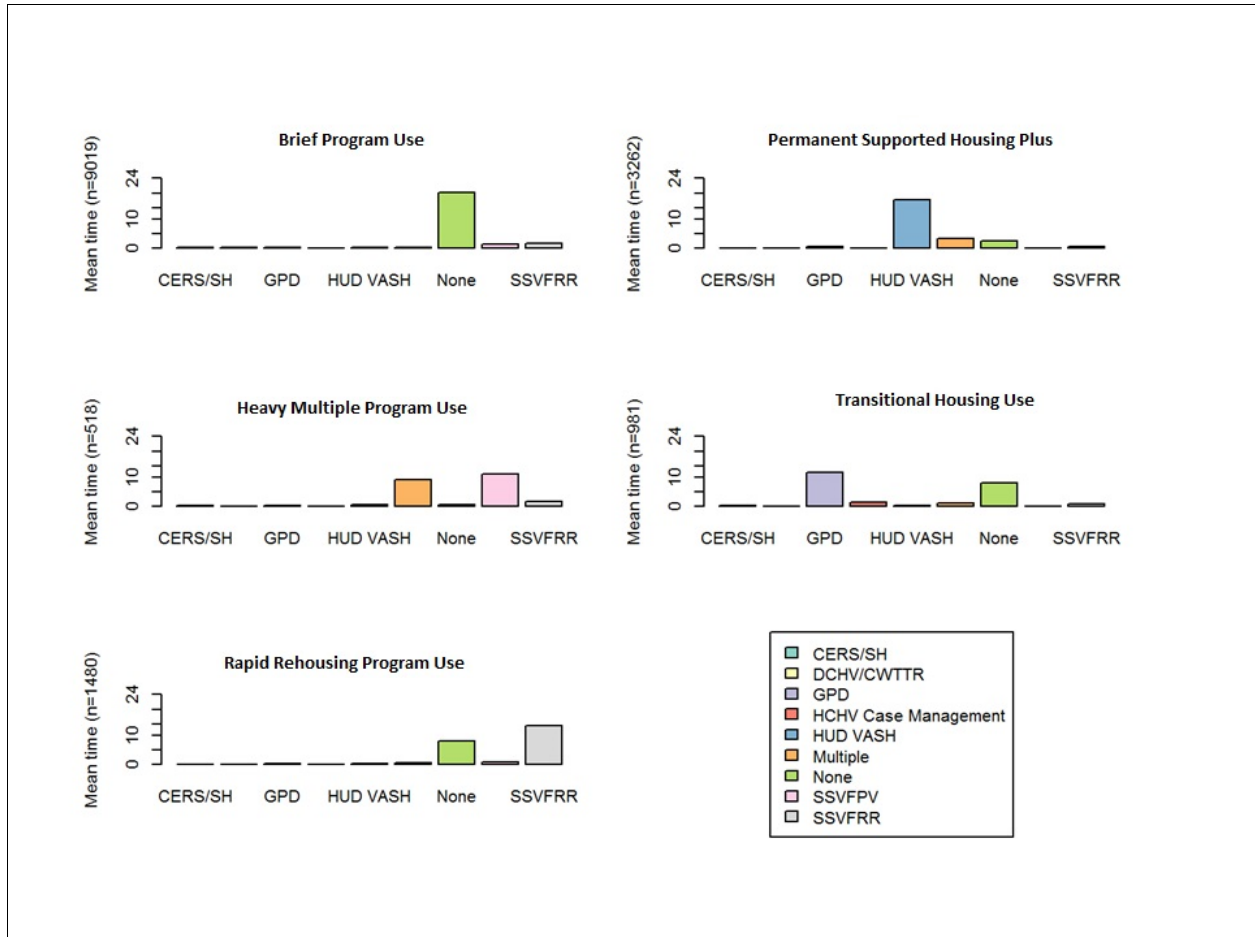 Brief Program Use
Mean time (n=9019)
24
10
0
CERS/SH GPD HUD VASH None SSVFRR
Permanent Supported Housing Plus
Mean time (n=3262)
24
10
0
CERS/SH GPD HUD VASH None SSVFRR
Heavy Multiple Program Use
Mean time (n=518)
24
10
0
CERS/SH GPD HUD VASH None SSVFRR
Transitional Housing Use
Mean time (n=981)
24
10
0
CERS/SH GPD HUD VASH None SSVFRR
Rapid Rehousing Program Use
Mean time (n=1480)
24
10
0
CERS/SH GPD HUD VASH None SSVFRR
CERS/SH
DCHV/CWTTR
GPD
HCHV Case Management
HUD VASH
Multiple
None
SSVFPV
SSVFRR